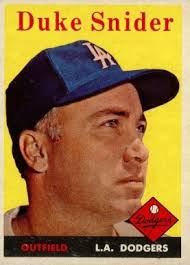 Duke Snider
LA
Dodgers
OUTFIELD L.A. DODGERS